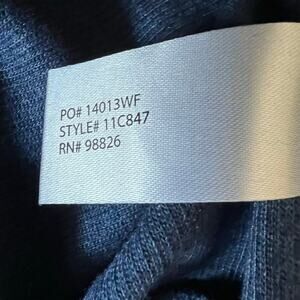 PO# 14013WF
STYLE# 11C847
RN# 98826